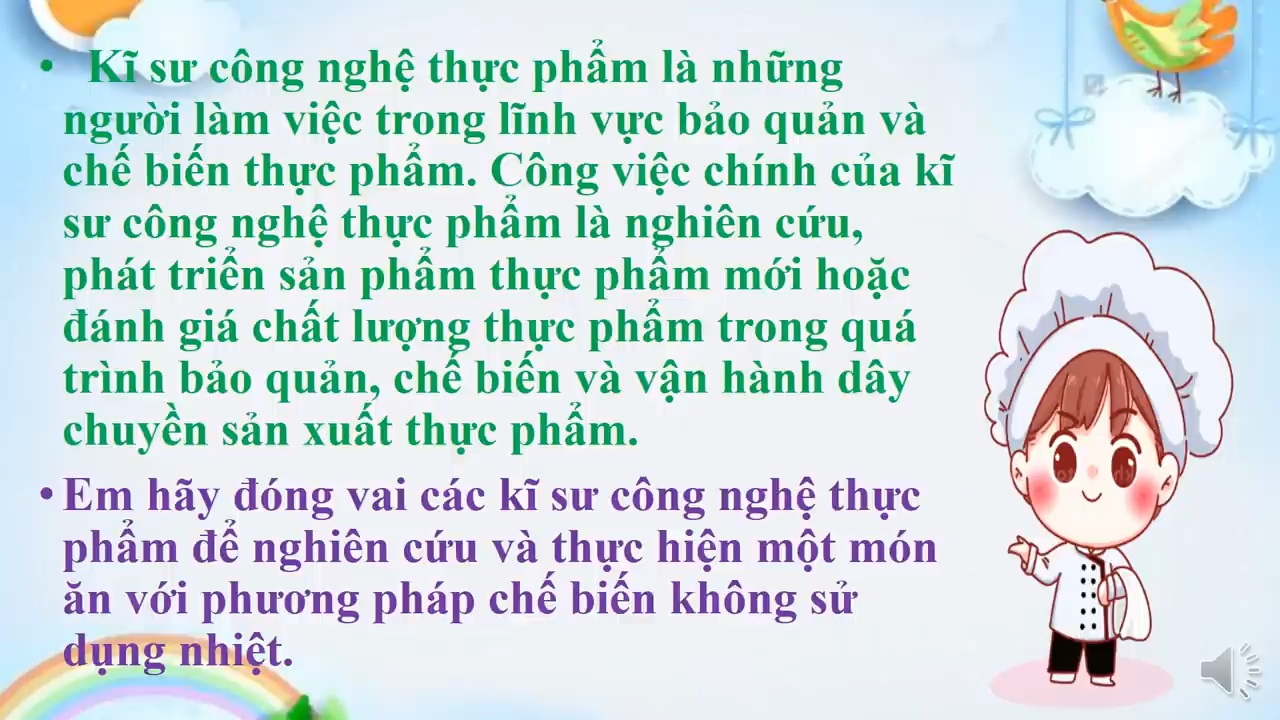 • Kĩ sư công nghệ thực phẩm là những
người làm việc trong lĩnh vực bảo quản và
chế biến thực phẩm. Công việc chính của kĩ
sư công nghệ thực phẩm là nghiên cứu,
phát triển sản phẩm thực phẩm mới hoặc
đánh giá chất lượng thực phẩm trong quá
trình bảo quản, chế biến và vận hành dây
chuyền sản xuất thực phẩm.
• Em hãy đóng vai các kĩ sư công nghệ thực
phẩm để nghiên cứu và thực hiện một món
ăn với phương pháp chế biến không sử
dụng nhiệt.